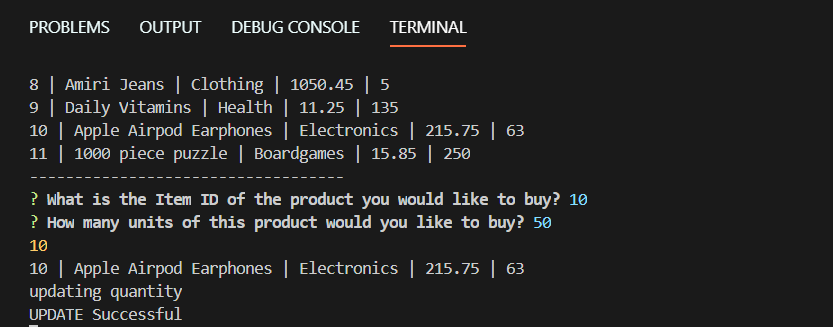 PROBLEMS OUTPUT DEBUG CONSOLE TERMINAL
8 | Amiri Jeans | Clothing | 1050.45 | 5
9 | Daily Vitamins | Health | 11.25 | 135
10 | Apple Airpod Earphones | Electronics | 215.75 | 63
11 | 1000 piece puzzle | Boardgames | 15.85 | 250
-----------------------------------
? What is the Item ID of the product you would like to buy? 10
? How many units of this product would you like to buy? 50
10
10 | Apple Airpod Earphones | Electronics | 215.75 | 63
updating quantity
UPDATE Successful